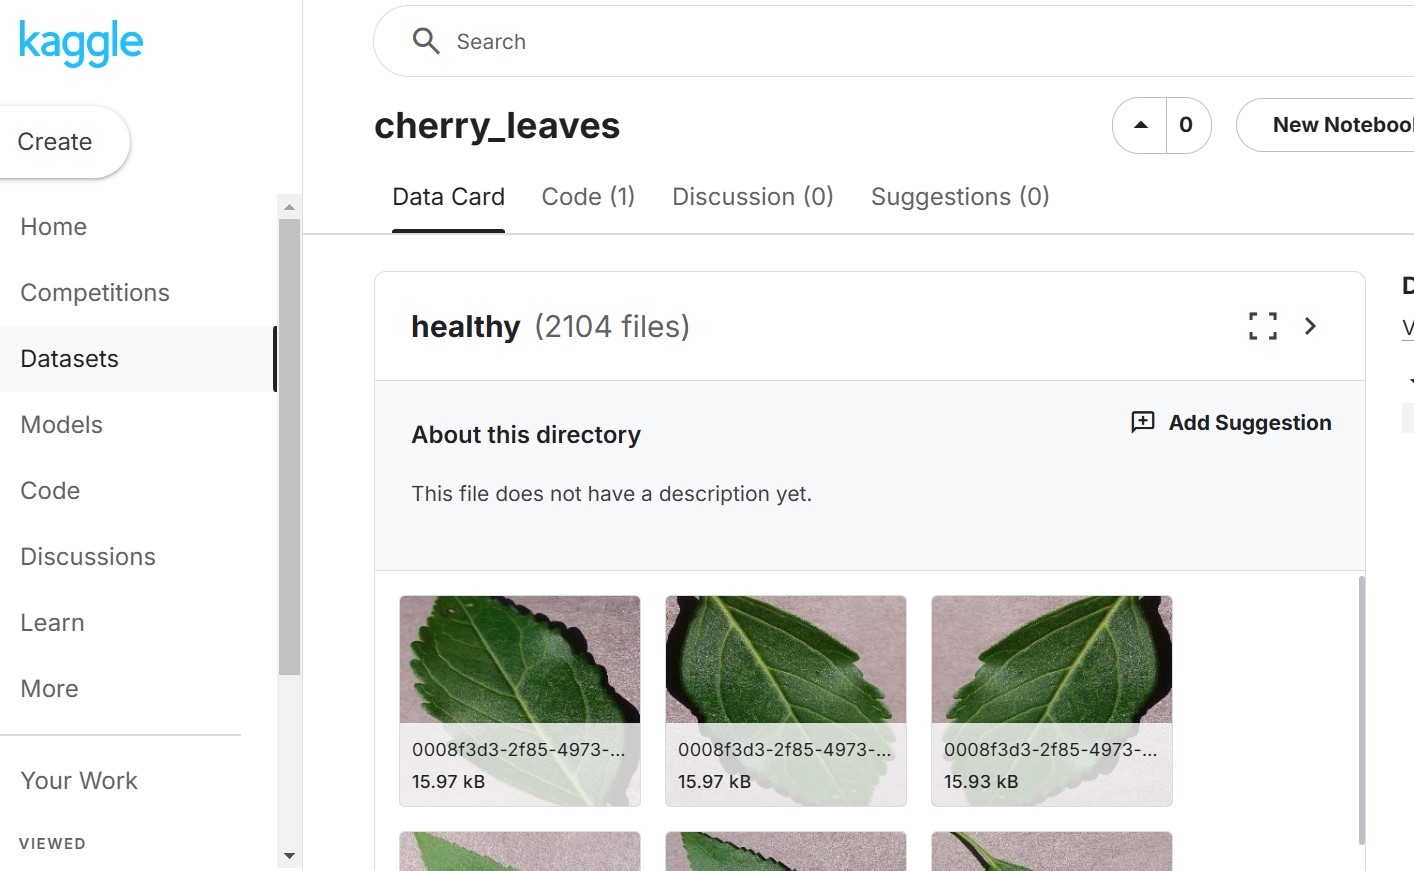 kaggle
Search
Create
cherry_leaves
0
New Notebook
Data Card
Code (1)
Discussion (0)
Suggestions (0)
Home
Competitions
Datasets
Models
Code
Discussions
Learn
More
Your Work
VIEWED
healthy (2104 files)
About this directory
Add Suggestion
This file does not have a description yet.
0008f3d3-2f85-4973-...
15.97 kB
0008f3d3-2f85-4973-...
15.97 kB
0008f3d3-2f85-4973-...
15.93 kB